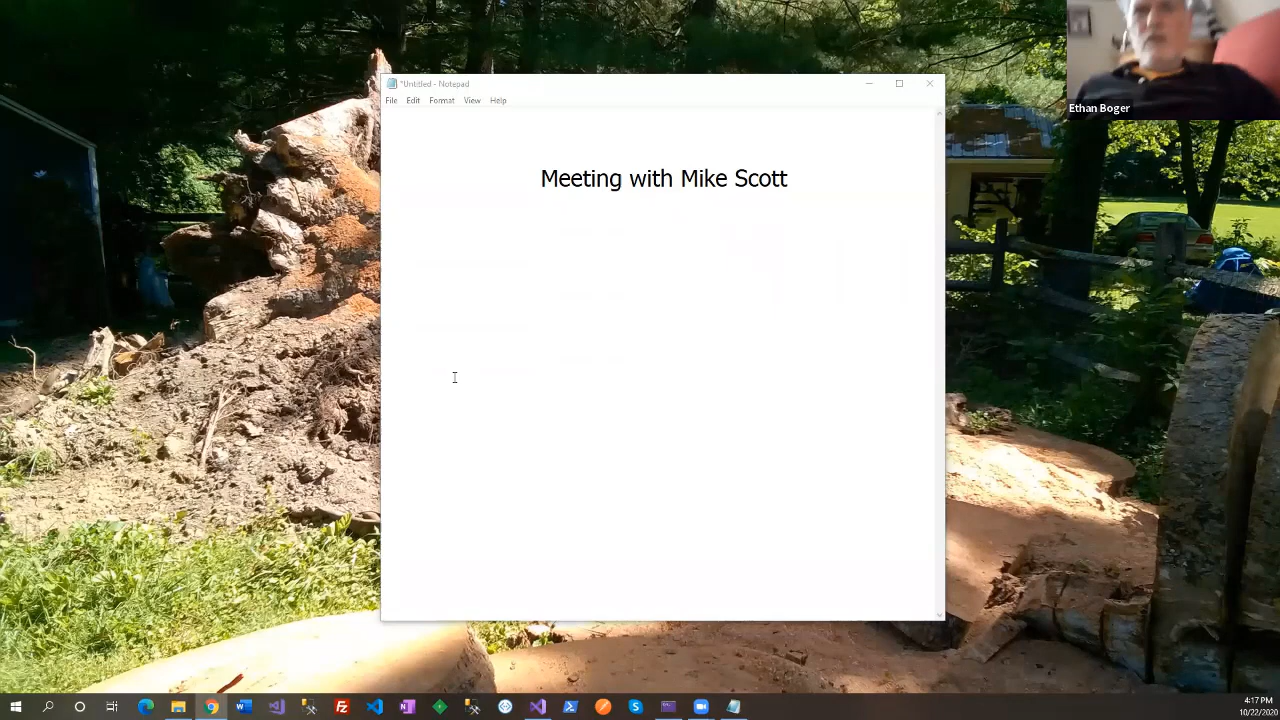 *Untitled - Notepad
File Edit Format View Help
Meeting with Mike Scott
Ethan Boger
4:17 PM
10/22/2020